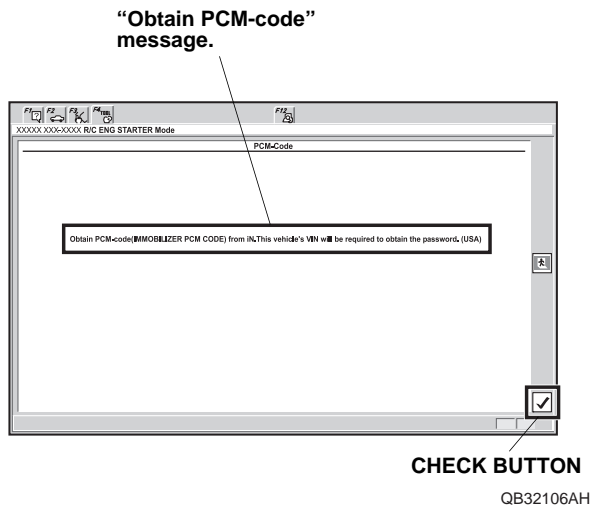 “Obtain PCM-code”
message.
F1 F2 F3 F4 TOOL F12
XXXXX XXX-XXXX R/C ENG STARTER Mode
PCM-Code
Obtain PCM-code(IMMOBILIZER PCM CODE) from iN.This vehicle's VIN will be required to obtain the password. (USA)
CHECK BUTTON
QB32106AH